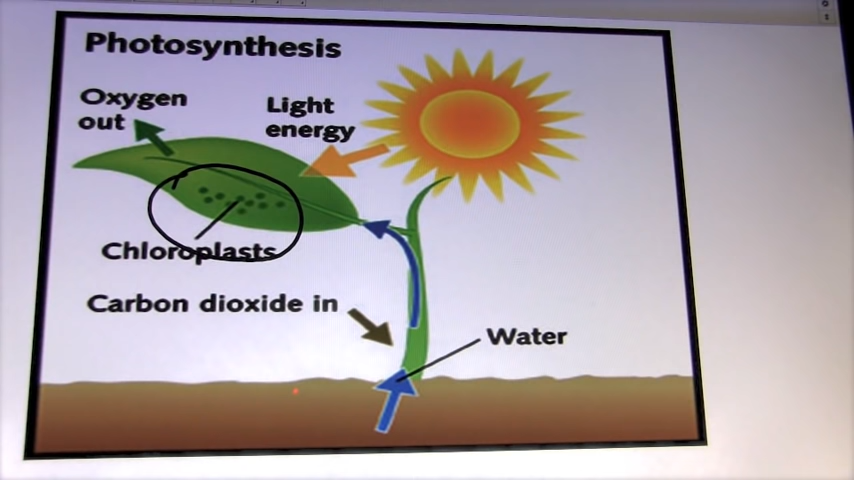 Photosynthesis
Oxygen
out
Light
energy
Chloroplasts
Carbon dioxide in
Water